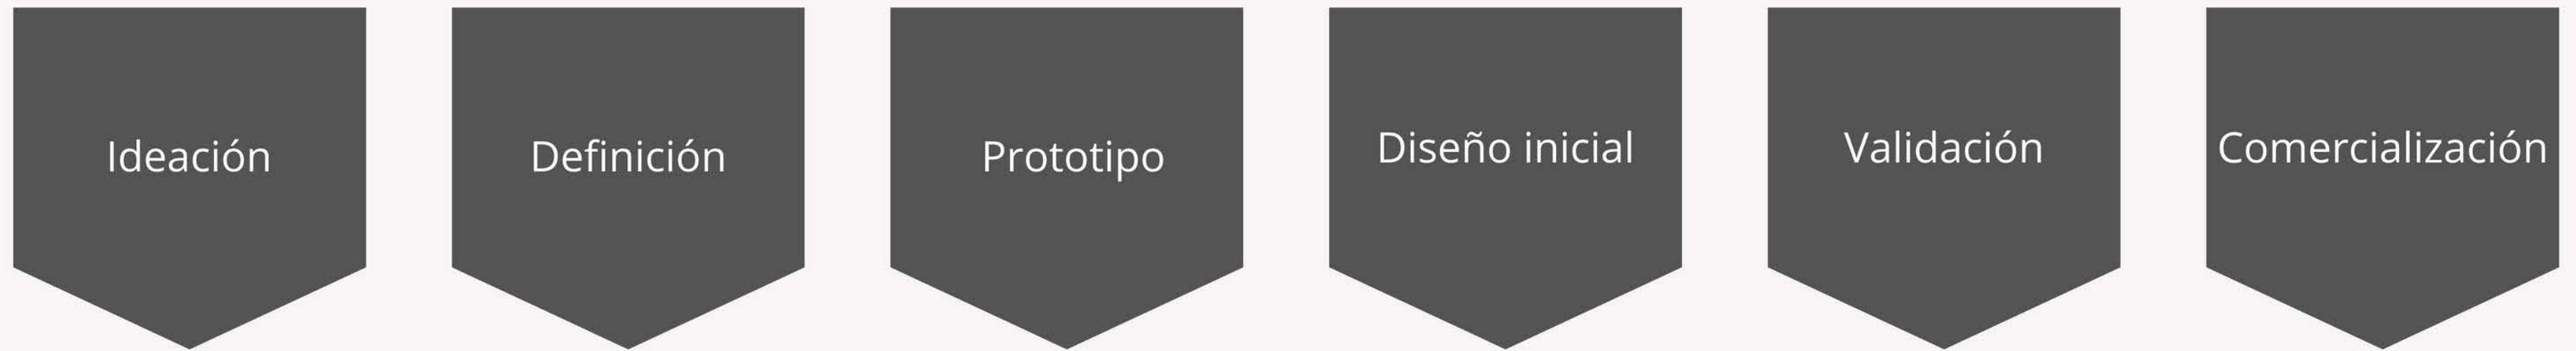 Ideación
Definición
Prototipo
Diseño inicial
Validación
Comercialización